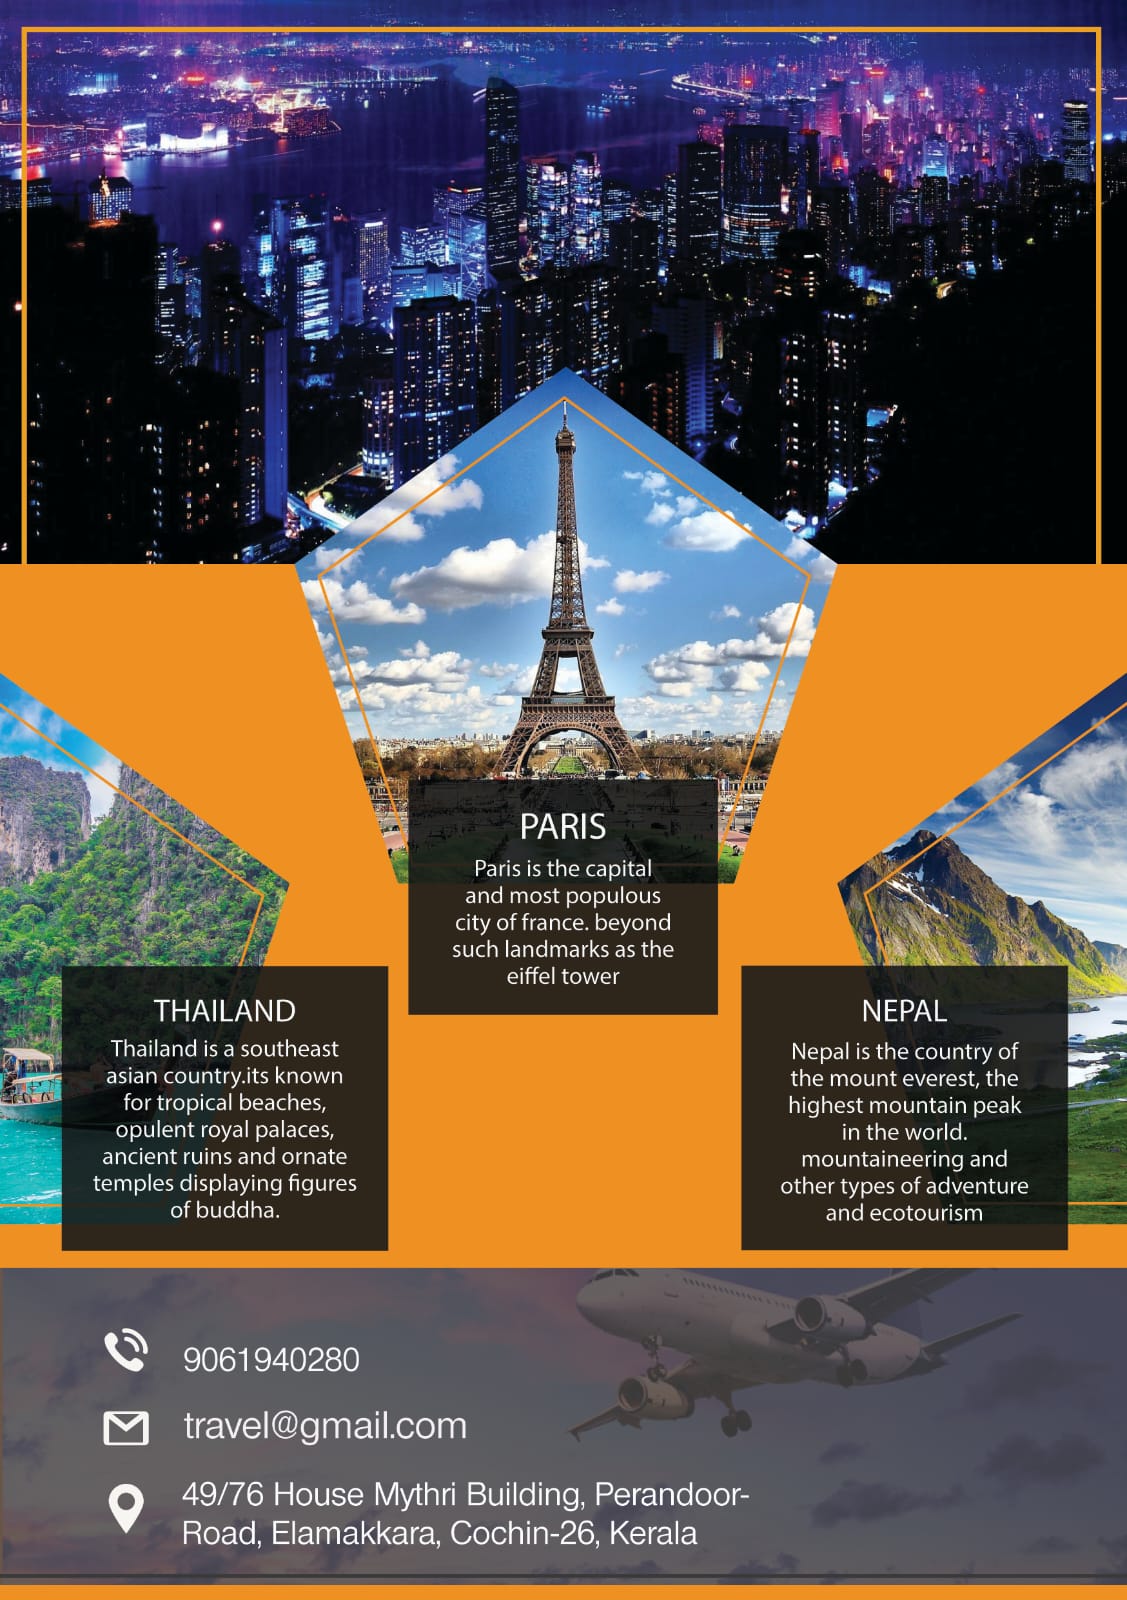 PARIS
Paris is the capital
and most populous
city of france. beyond
such landmarks as the
eiffel tower
THAILAND
Thailand is a southeast
asian country.its known
for tropical beaches,
opulent royal palaces,
ancient ruins and ornate
temples displaying figures
of buddha.
NEPAL
Nepal is the country of
the mount everest, the
highest mountain peak
in the world.
mountaineering and
other types of adventure
and ecotourism
9061940280
travel@gmail.com
49/76 House Mythri Building, Perandoor-
Road, Elamakkara, Cochin-26, Kerala